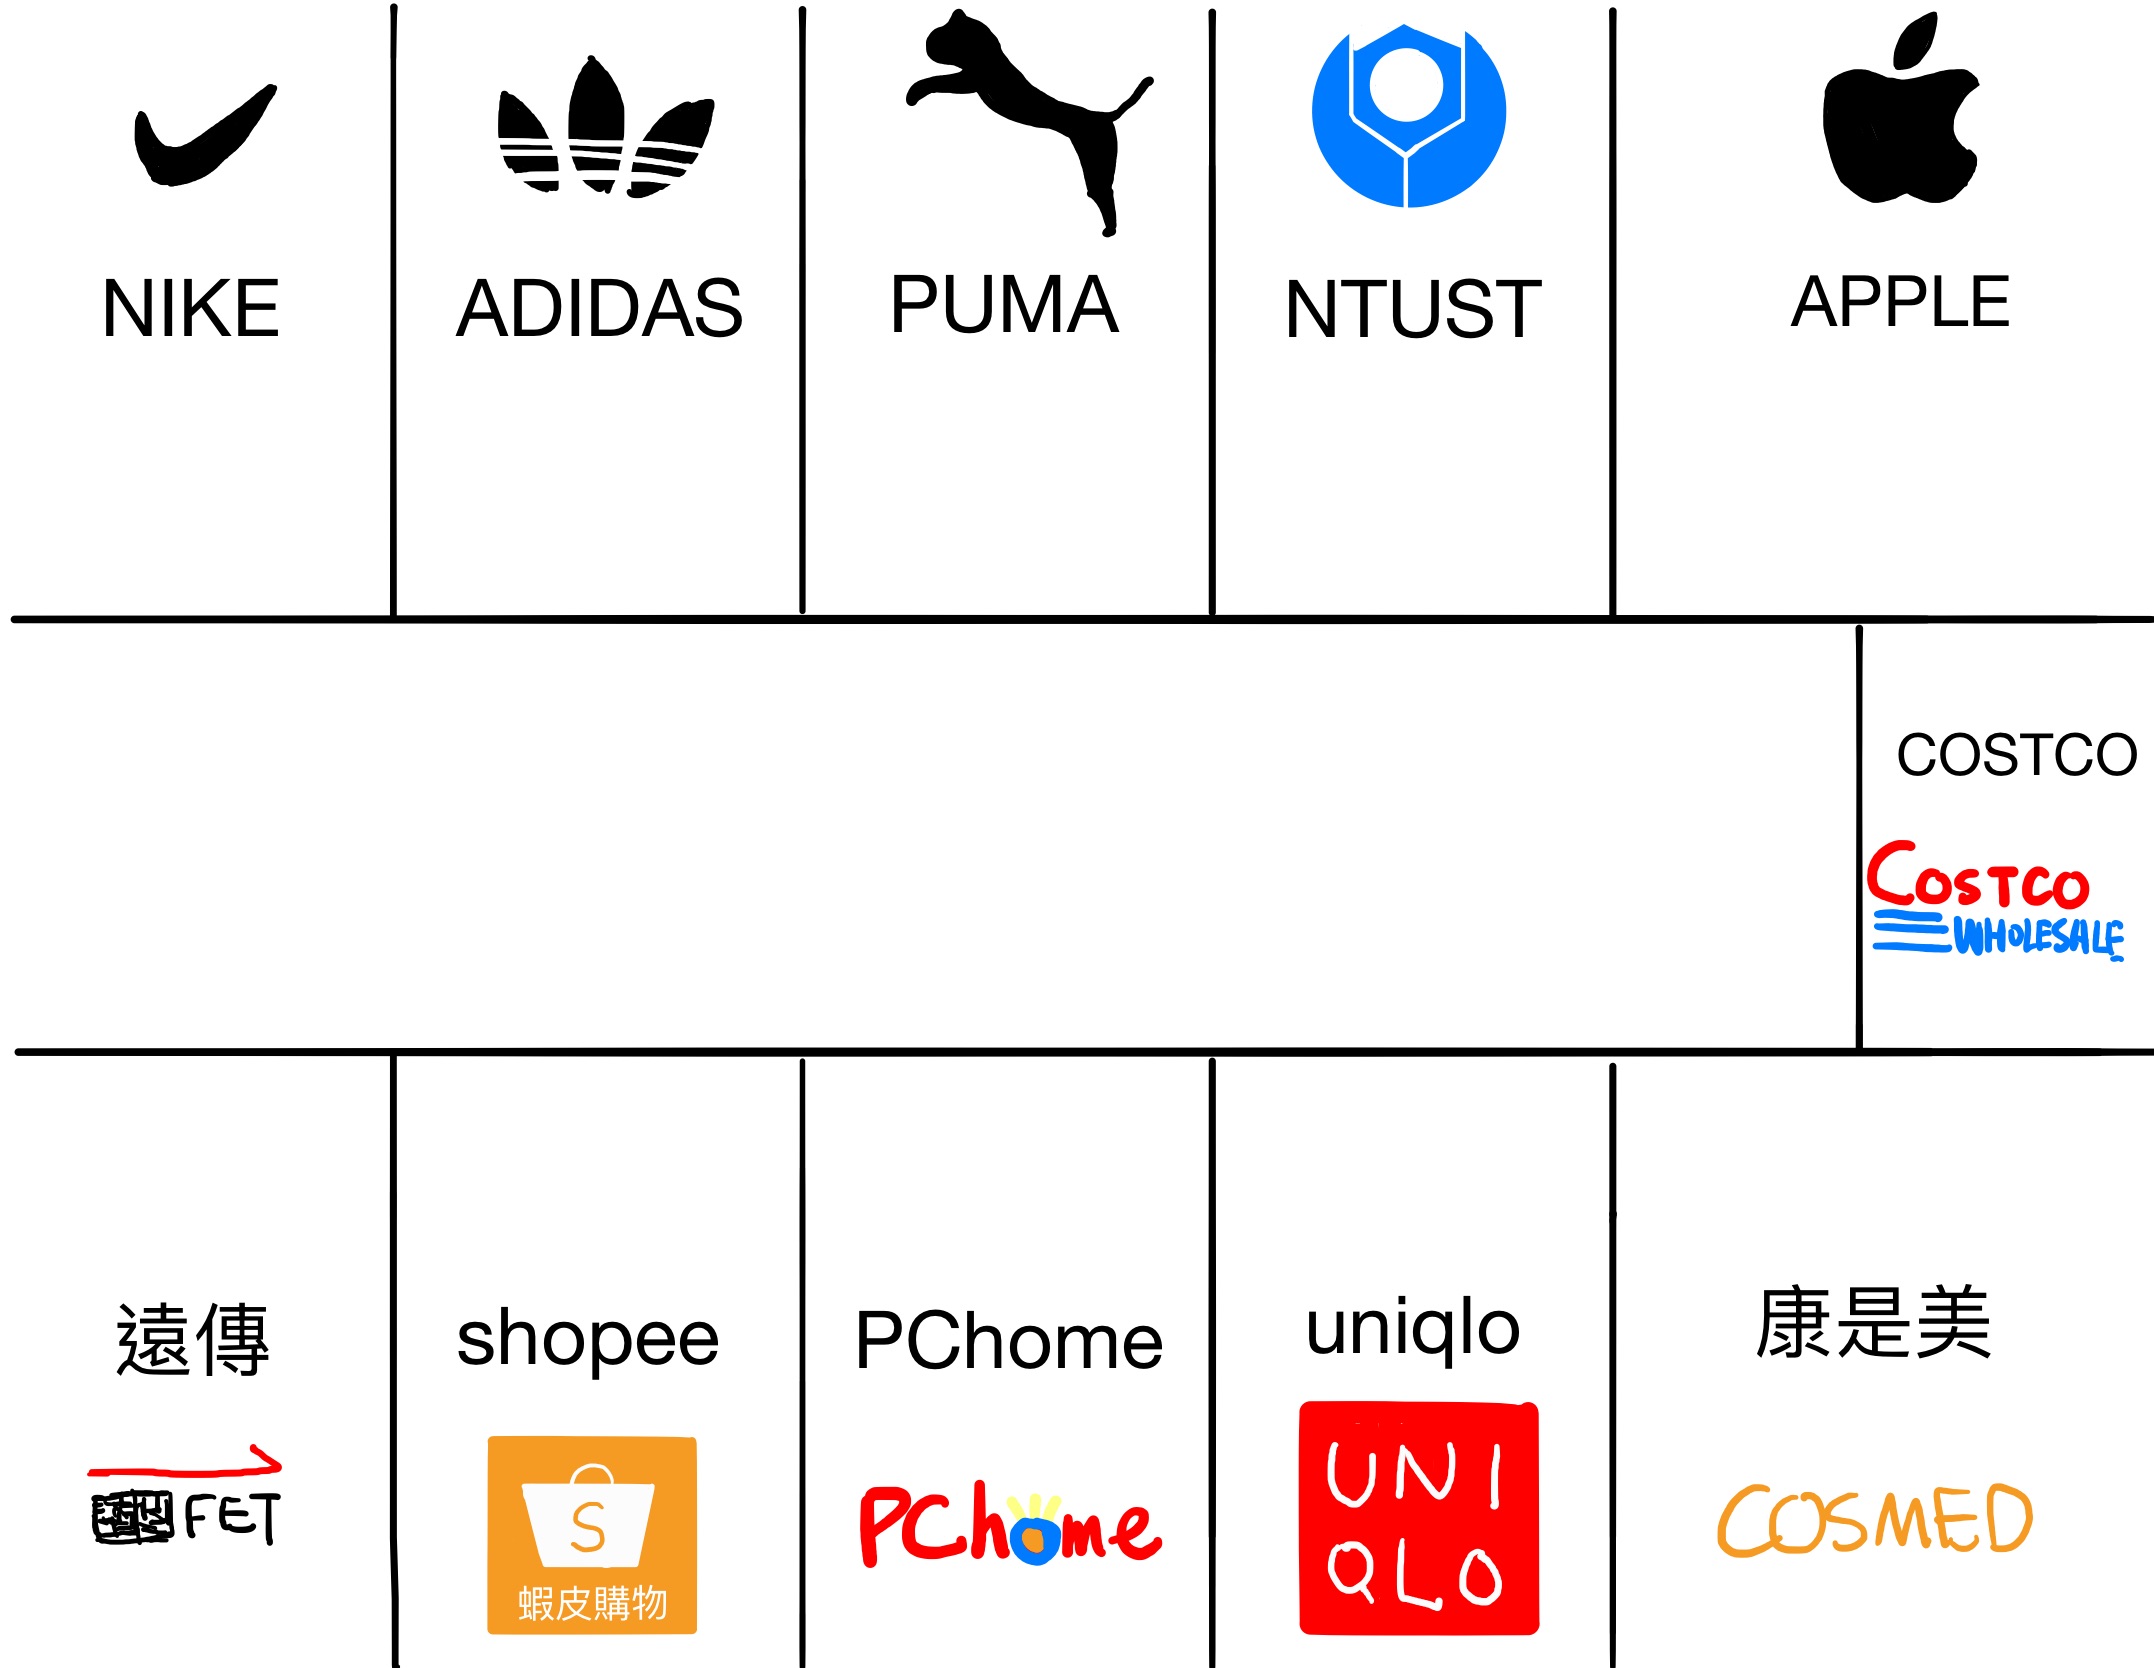 NIKE
ADIDAS
PUMA
NTUST
APPLE
COSTCO
COSTCO
WHOLESALE
遠傳
FET
shopee
S
蝦皮購物
PChome
PChome
uniqlo
UNI
QLO
康是美
COSMED